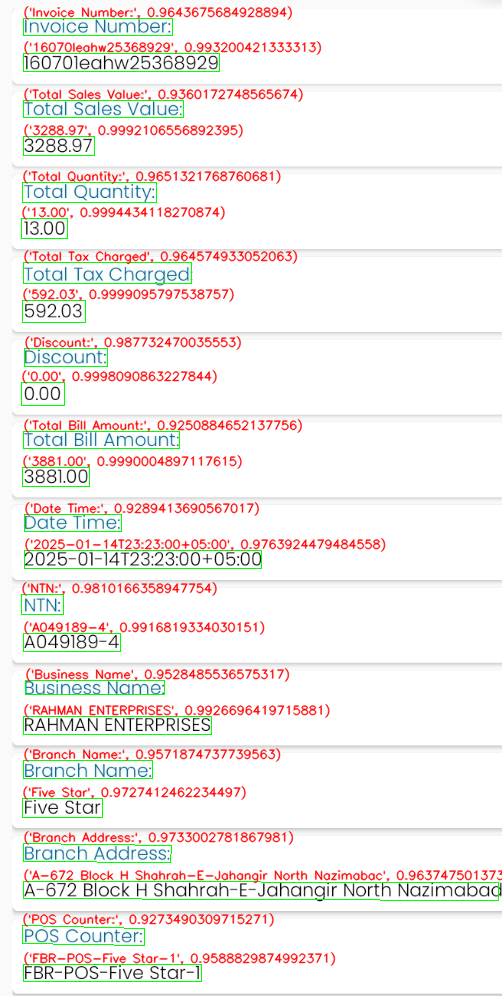 ('Invoice Number:', 0.9643675684928894)
Invoice Number:
('16070leahw25368929', 0.993200421333313)
160701eahw25368929
('Total Sales Value:', 0.9360172748565674)
Total Sales Value:
('3288.97', 0.9992106556892395)
3288.97
('Total Quantity:', 0.9651321768760681)
Total Quantity:
('13.00', 0.9994434118270874)
13.00
('Total Tax Charged', 0.964574933052063)
Total Tax Charged:
('592.03', 0.9999095797538757)
592.03
('Discount:', 0.987732470035553)
Discount:
('0.00', 0.9998090863227844)
0.00
('Total Bill Amount:', 0.9250884652137756)
Total Bill Amount:
('3881.00', 0.9990004897117615)
3881.00
('Date Time:', 0.9289413690567017)
Date Time:
('2025-01-14T23:23:00+05:00', 0.9763924479484558)
2025-01-14T23:23:00+05:00
('NTN:', 0.9810166358947754)
NTN:
('A049189-4', 0.9916819334030151)
A049189-4
('Business Name', 0.9528485536575317)
Business Name:
('RAHMAN ENTERPRISES', 0.9926696419715881)
RAHMAN ENTERPRISES
('Branch Name:', 0.9571874737739563)
Branch Name:
('Five Star', 0.9727412462234497)
Five Star
('Branch Address:', 0.9733002781867981)
Branch Address:
('A-672 Block H Shahrah-E-Jahangir North Nazimabac', 0.963747501373
A-672 Block H Shahrah-E-Jahangir North Nazimabad
('POS Counter:', 0.9273490309715271)
POS Counter:
('FBR-POS-Five Star-1', 0.9588829874992371)
FBR-POS-Five Star-1